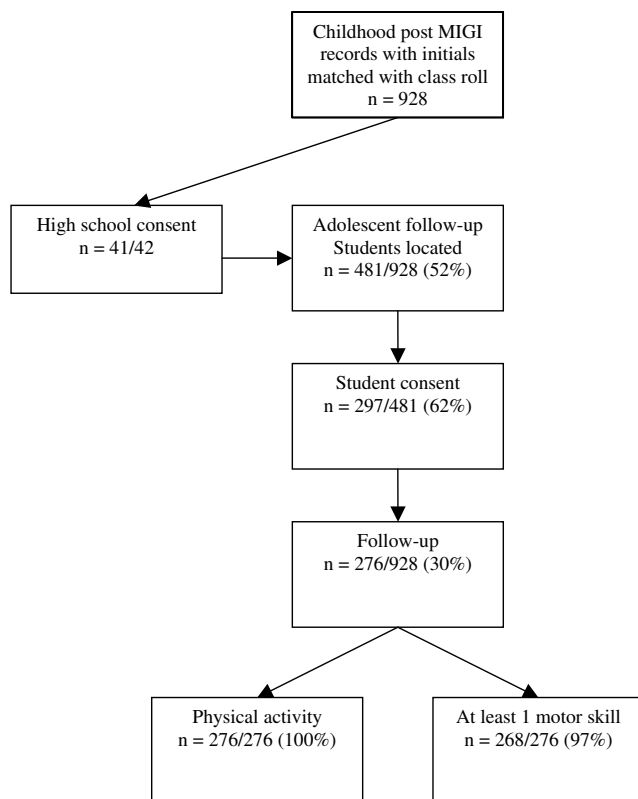 Childhood post MIGI
records with initials
matched with class roll
n = 928
High school consent
n = 41/42
Adolescent follow-up
Students located
n = 481/928 (52%)
Student consent
n = 297/481 (62%)
Follow-up
n = 276/928 (30%)
Physical activity
n = 276/276 (100%)
At least 1 motor skill
n = 268/276 (97%)